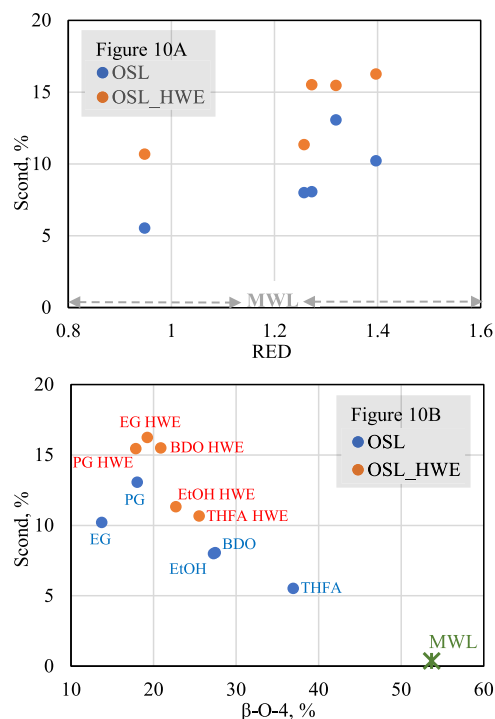 Figure 10A
OSL
OSL_HWE
20
15
10
5
0
Scond, %
MWL
0.8 1 1.2 1.4 1.6
RED
Figure 10B
OSL
OSL_HWE
20
15
10
5
0
Scond, %
EG HWE
PG HWE
BDO HWE
PG
EtOH HWE
THFA HWE
EG
BDO
EtOH
THFA
MWL
10 20 30 40 50 60
β-O-4, %